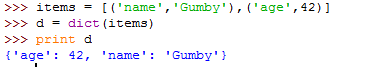 >>> items = [('name','Gumby'),('age',42)]
>>> d = dict(items)
>>> print d
{'age': 42, 'name': 'Gumby'}